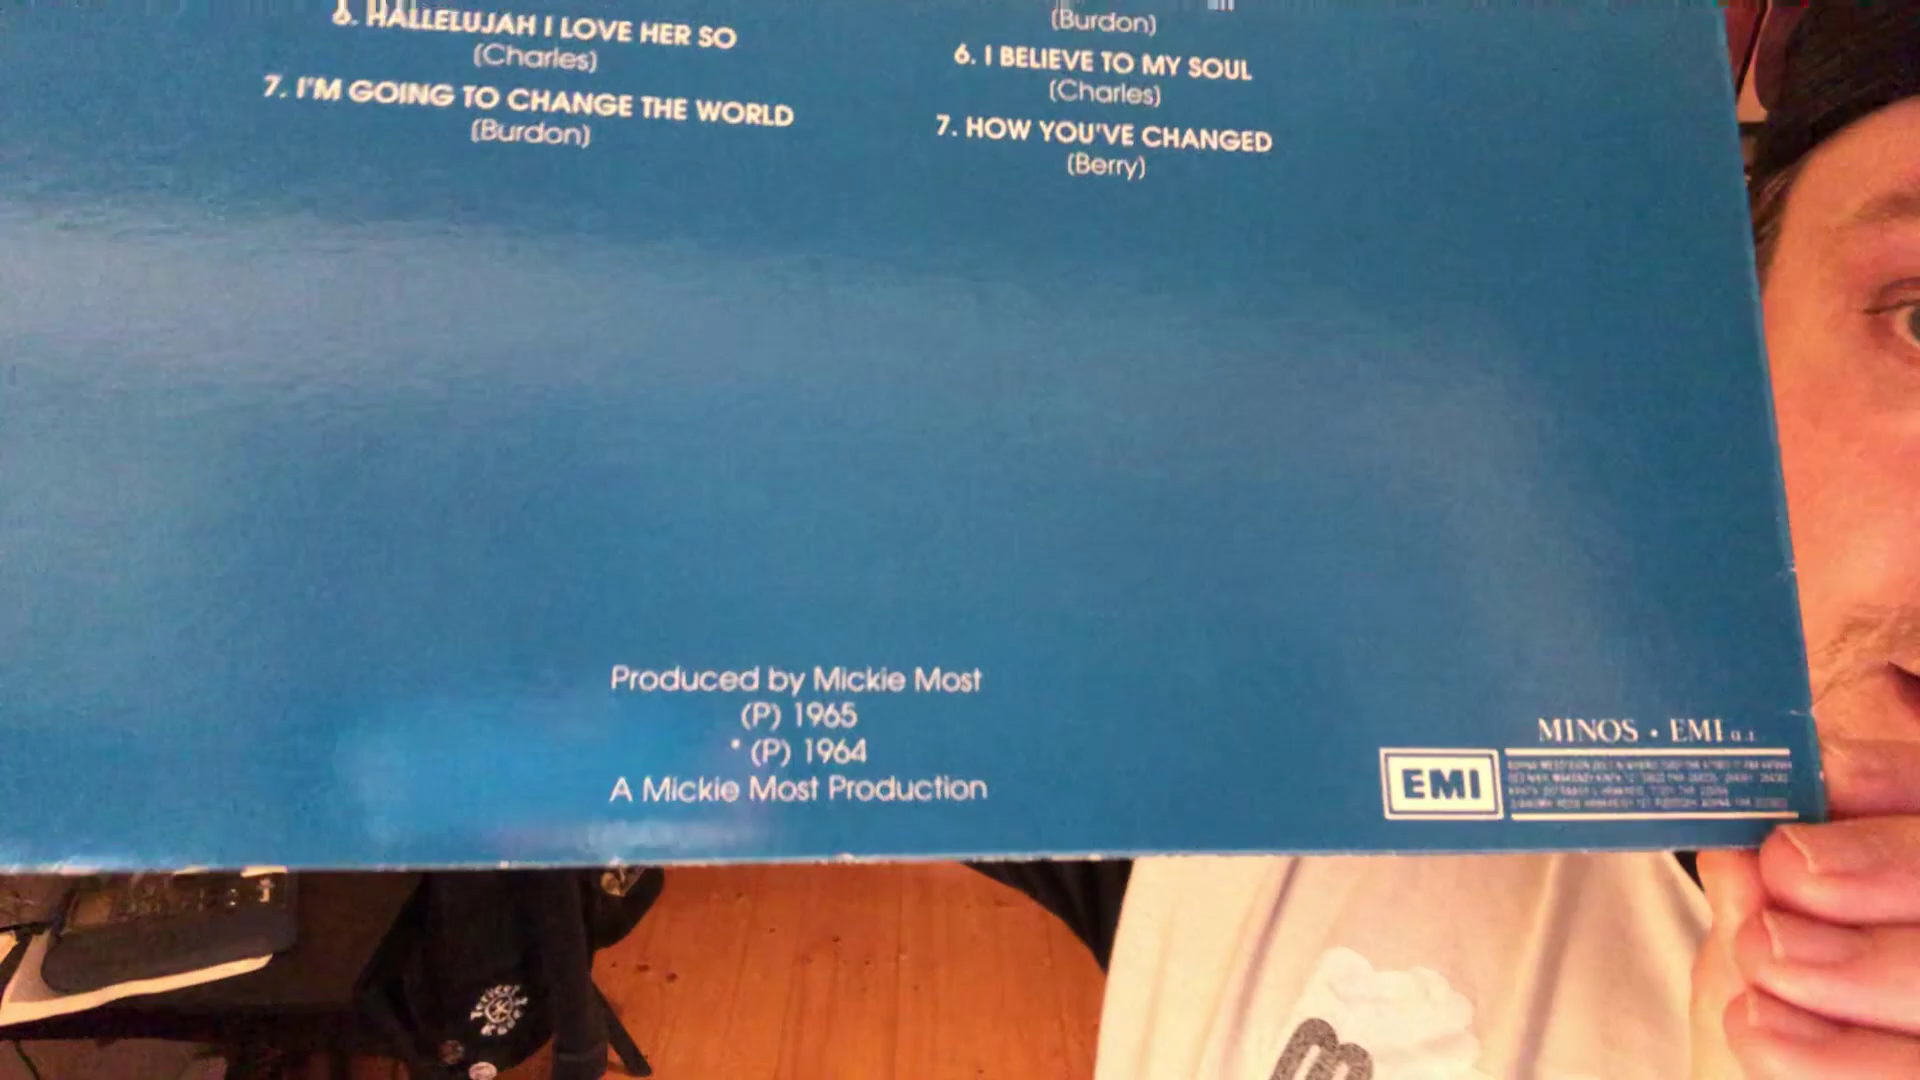 6. HALLELUJAH I LOVE HER SO
(Charles)
7. I'M GOING TO CHANGE THE WORLD
(Burdon)
(Burdon)
6. I BELIEVE TO MY SOUL
(Charles)
7. HOW YOU'VE CHANGED
(Berry)
Produced by Mickie Most
(P) 1965
* (P) 1964
A Mickie Most Production
MINOS • EMI α.ε.
EMI